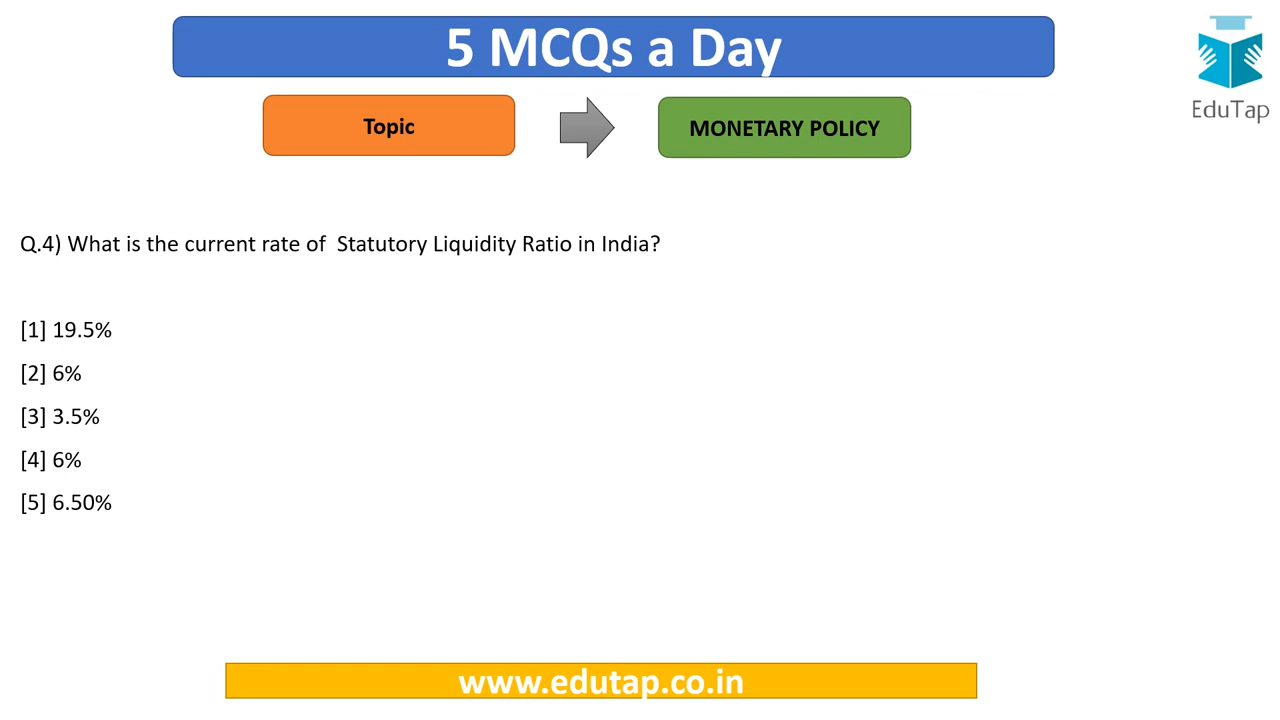 5 MCQs a Day
EduTap
Topic
MONETARY POLICY
Q.4) What is the current rate of  Statutory Liquidity Ratio in India?
[1] 19.5%
[2] 6%
[3] 3.5%
[4] 6%
[5] 6.50%
www.edutap.co.in